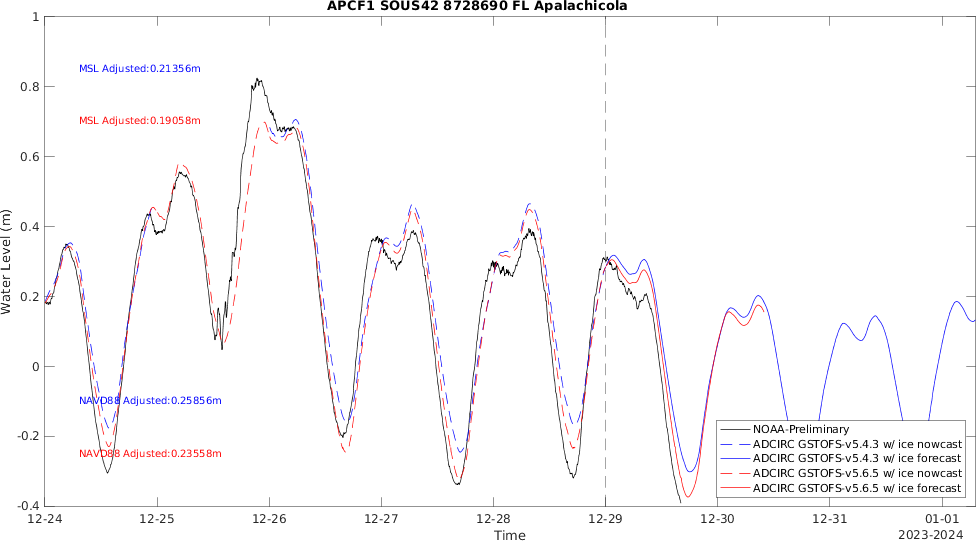 APCF1 SOUS42 8728690 FL Apalachicola
1
0.8
0.6
0.4
0.2
0
-0.2
-0.4
Water Level (m)
MSL Adjusted:0.21356m
MSL Adjusted:0.19058m
NAVD88 Adjusted:0.25856m
NAVD88 Adjusted:0.23558m
NOAA-Preliminary
ADCIRC GSTOFS-v5.4.3 w/ ice nowcast
ADCIRC GSTOFS-v5.4.3 w/ ice forecast
ADCIRC GSTOFS-v5.6.5 w/ ice nowcast
ADCIRC GSTOFS-v5.6.5 w/ ice forecast
12-24 12-25 12-26 12-27 12-28 12-29 12-30 12-31 01-01
Time
2023-2024